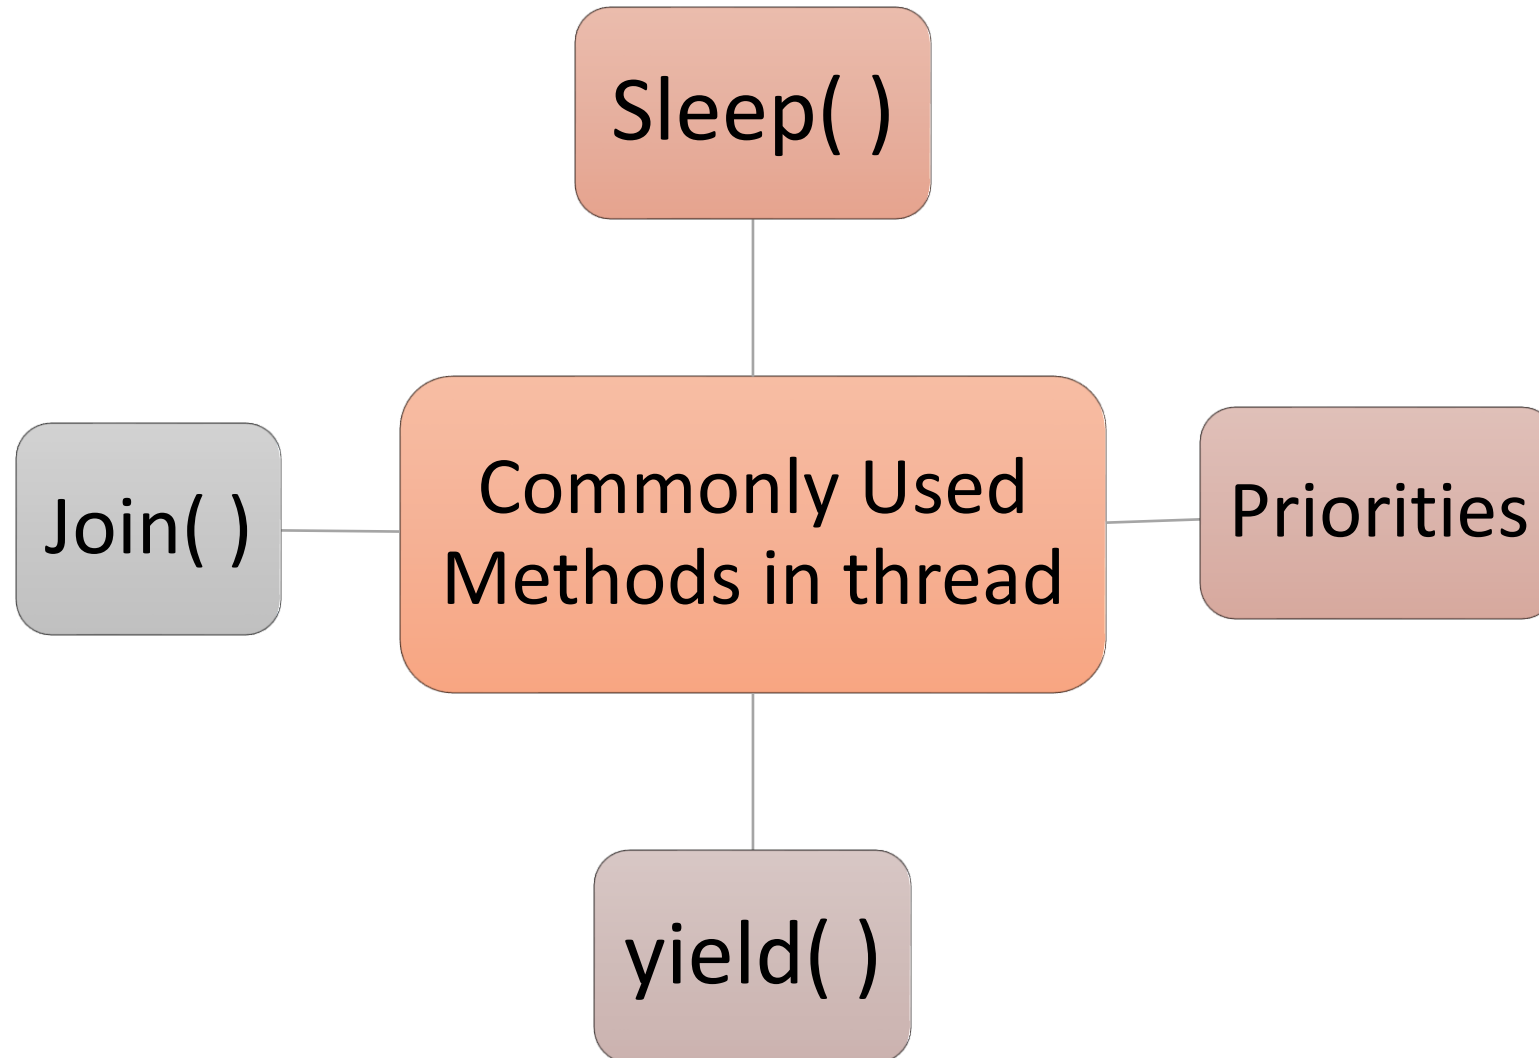 Sleep( )
Join( )
Commonly Used
Methods in thread
Priorities
yield( )